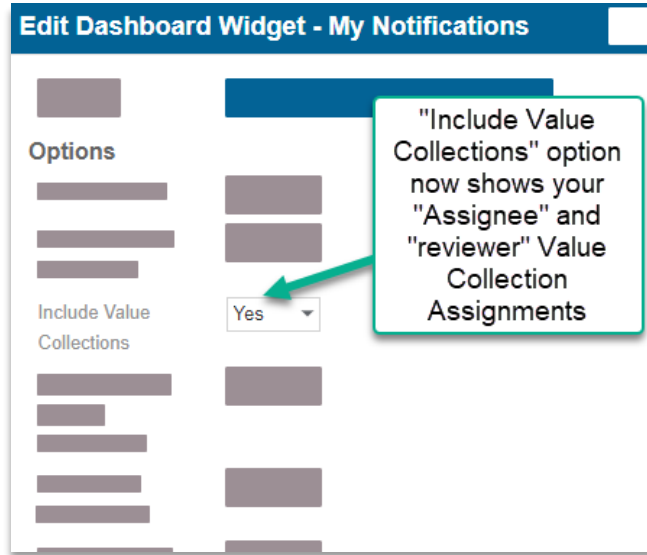 Edit Dashboard Widget - My Notifications
Options
"Include Value
Collections" option
now shows your
"Assignee" and
"reviewer" Value
Collection
Assignments
Include Value
Collections
Yes